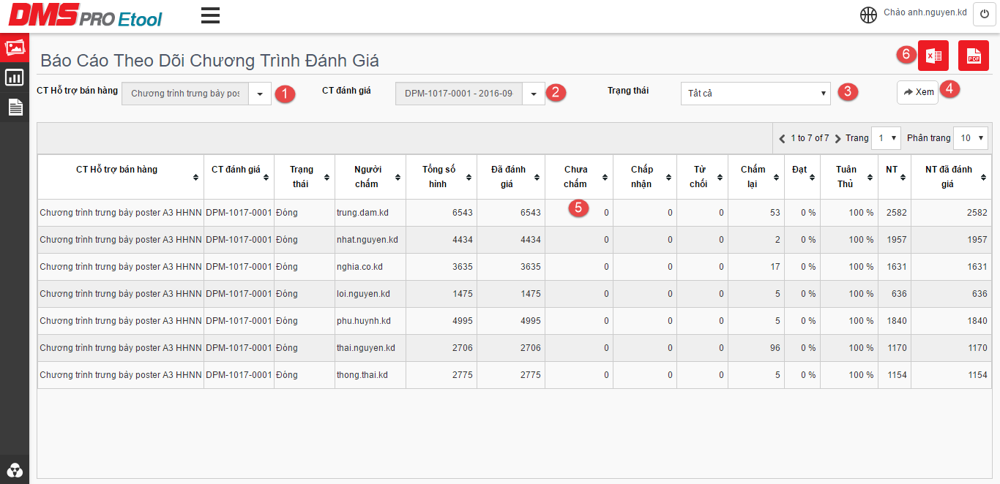 DMSPRO Etool
Chào anh.nguyen.kd
Báo Cáo Theo Dõi Chương Trình Đánh Giá
6
PDF
CT Hỗ trợ bán hàng
Chương trình trưng bày pos
1
CT đánh giá
DPM-1017-0001 - 2016-09
2
Trạng thái
Tất cả
3
Xem
4
1 to 7 of 7
Trang
1
Phân trang
10
CT Hỗ trợ bán hàng CT đánh giá Trạng thái Người chấm Tổng số hình Đã đánh giá Chưa chấm Chấp nhận Từ chối Chấm lại Đạt Tuân Thủ NT NT đã đánh giá
5
Chương trình trưng bày poster A3 HHNN DPM-1017-0001 Đóng trung.dam.kd 6543 6543 0 0 0 53 0 % 100 % 2582 2582
Chương trình trưng bày poster A3 HHNN DPM-1017-0001 Đóng nhat.nguyen.kd 4434 4434 0 0 0 2 0 % 100 % 1957 1957
Chương trình trưng bày poster A3 HHNN DPM-1017-0001 Đóng nghia.co.kd 3635 3635 0 0 0 17 0 % 100 % 1631 1631
Chương trình trưng bày poster A3 HHNN DPM-1017-0001 Đóng loi.nguyen.kd 1475 1475 0 0 0 5 0 % 100 % 636 636
Chương trình trưng bày poster A3 HHNN DPM-1017-0001 Đóng phu.huynh.kd 4995 4995 0 0 0 5 0 % 100 % 1840 1840
Chương trình trưng bày poster A3 HHNN DPM-1017-0001 Đóng thai.nguyen.kd 2706 2706 0 0 0 96 0 % 100 % 1170 1170
Chương trình trưng bày poster A3 HHNN DPM-1017-0001 Đóng thong.thai.kd 2775 2775 0 0 0 5 0 % 100 % 1154 1154